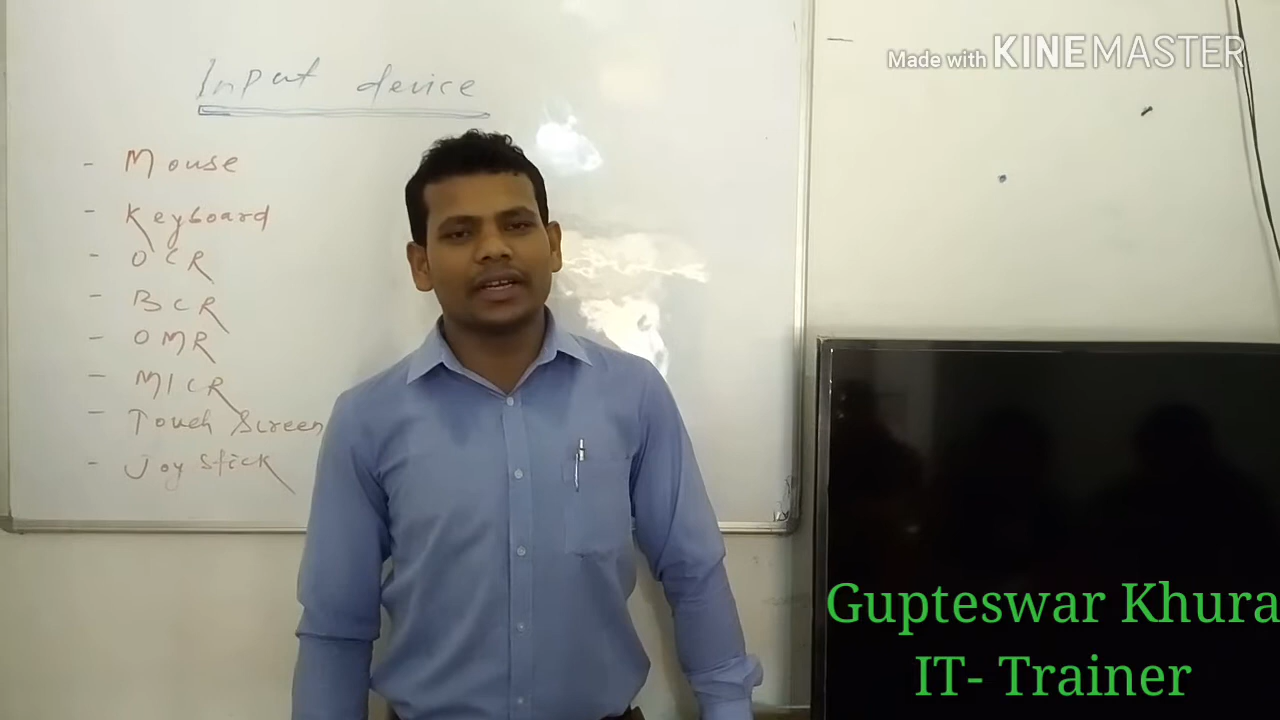 Made with KINEMASTER
Input device
- Mouse
- Keyboard
- OCR
- BCR
- OMR
- MICR
- Touch Screen
- Joy stick
Gupteswar Khura
IT- Trainer